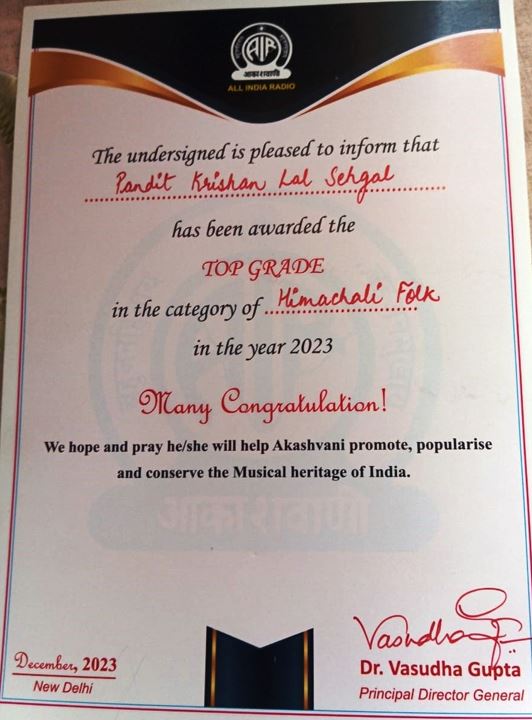 AIR
आकाशवाणी
ALL INDIA RADIO
The undersigned is pleased to inform that
Pandit Krishan Lal Sehgal
has been awarded the
TOP GRADE
in the category of Himachali Folk
in the year 2023
Many Congratulation!
We hope and pray he/she will help Akashvani promote, popularise
and conserve the Musical heritage of India.
आकाशवाणी
Vasudha
December, 2023
Dr. Vasudha Gupta
New Delhi
Principal Director General